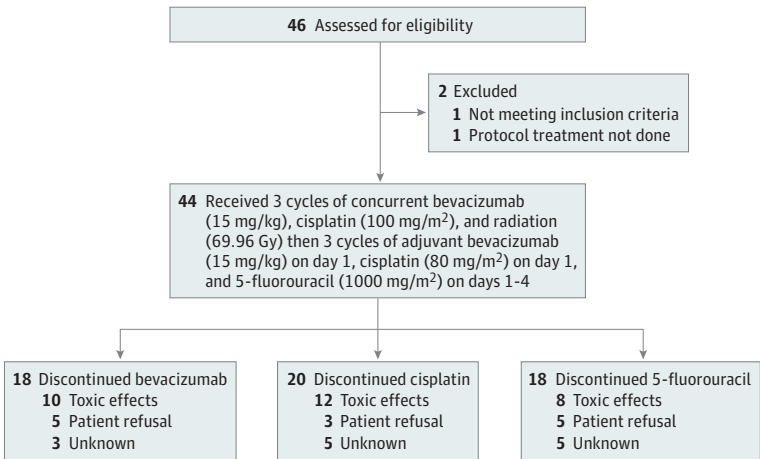 46 Assessed for eligibility
2 Excluded
1 Not meeting inclusion criteria
1 Protocol treatment not done
44 Received 3 cycles of concurrent bevacizumab
(15 mg/kg), cisplatin (100 mg/m²), and radiation
(69.96 Gy) then 3 cycles of adjuvant bevacizumab
(15 mg/kg) on day 1, cisplatin (80 mg/m²) on day 1,
and 5-fluorouracil (1000 mg/m²) on days 1-4
18 Discontinued bevacizumab
10 Toxic effects
5 Patient refusal
3 Unknown
20 Discontinued cisplatin
12 Toxic effects
3 Patient refusal
5 Unknown
18 Discontinued 5-fluorouracil
8 Toxic effects
5 Patient refusal
5 Unknown